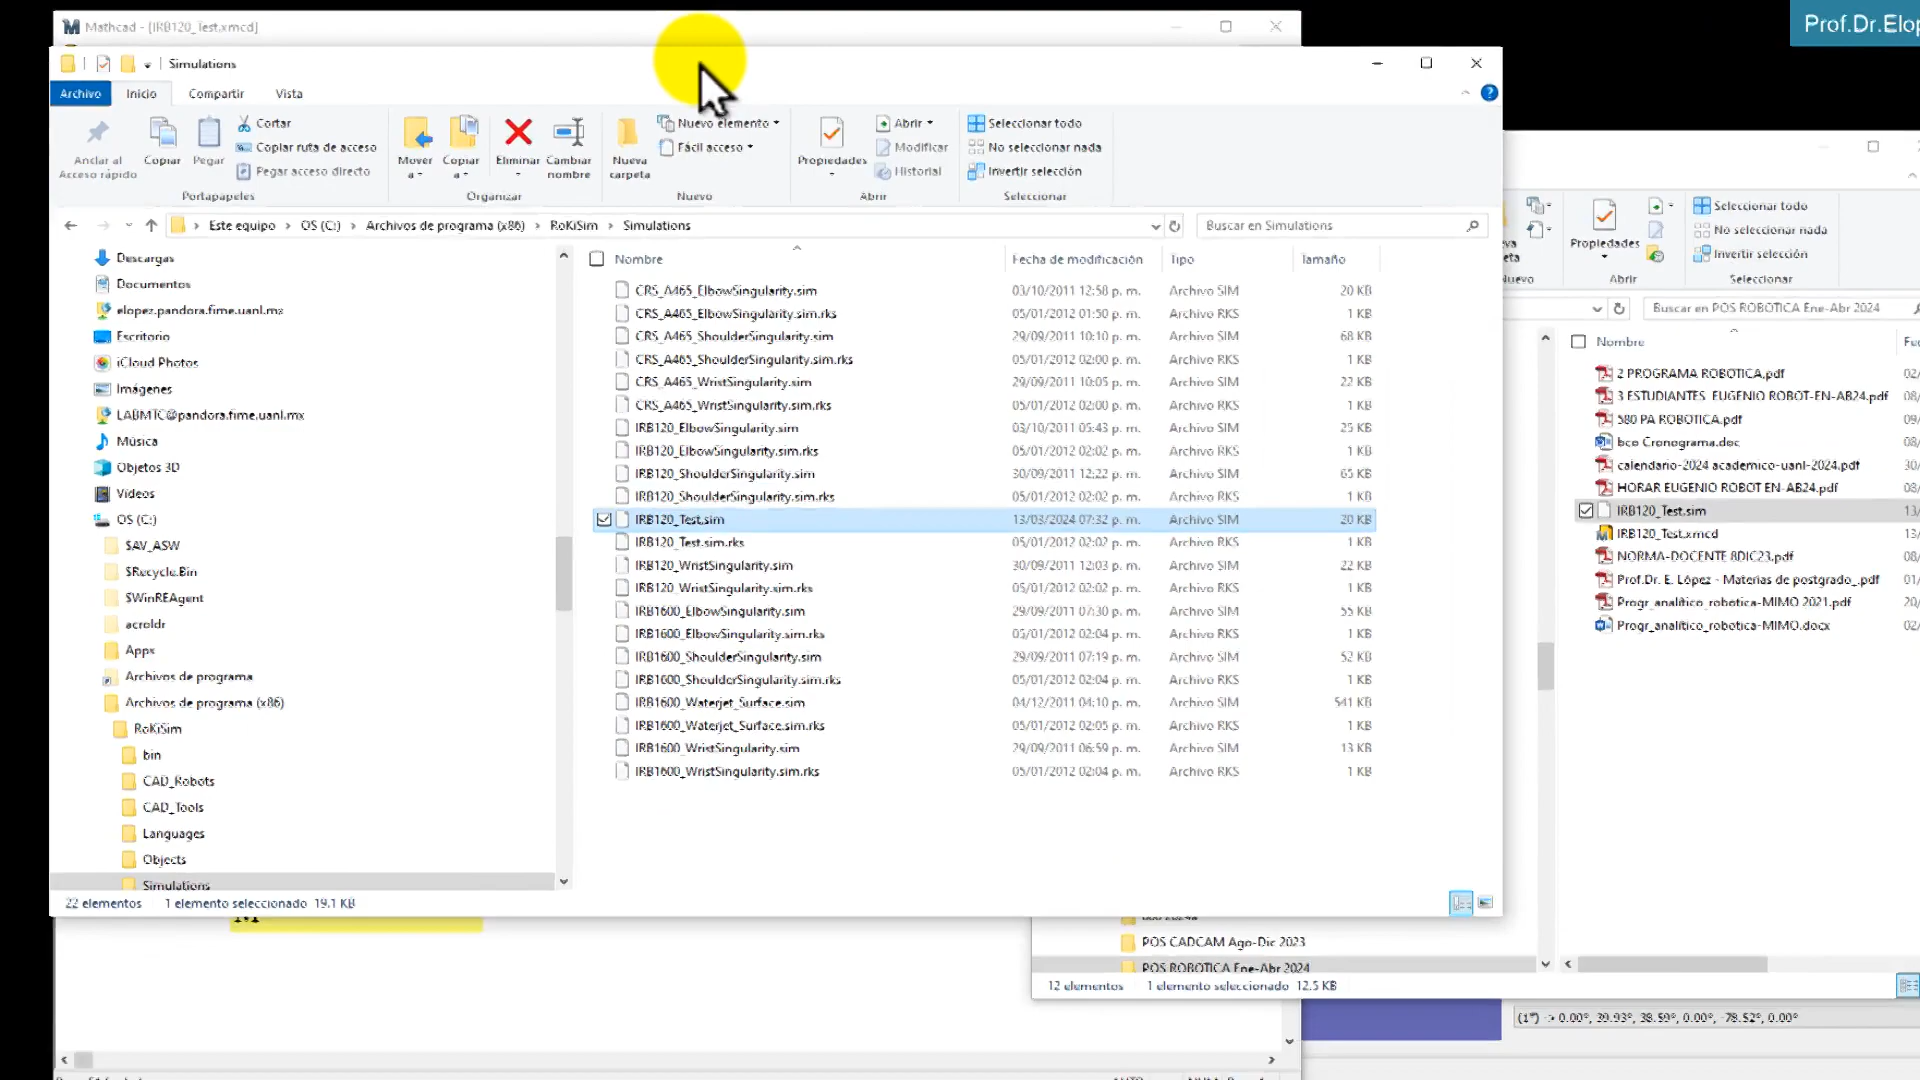 Mathcad - [IRB120_Test.xmcd]
Prof.Dr.Elop
Simulations
Archivo Inicio Compartir Vista
Anclar al Acceso rápido
Copiar
Pegar
Cortar
Copiar ruta de acceso
Pegar acceso directo
Portapapeles
Mover a
Copiar a
Eliminar
Cambiar nombre
Organizar
Nueva carpeta
Nuevo elemento
Fácil acceso
Nuevo
Propiedades
Abrir
Modificar
Historial
Abrir
Seleccionar todo
No seleccionar nada
Invertir selección
Seleccionar
Este equipo > OS (C:) > Archivos de programa (x86) > RoKiSim > Simulations
Buscar en Simulations
Descargas
Documentos
elopez.pandora.fime.uanl.mx
Escritorio
iCloud Photos
Imágenes
LABMTC@pandora.fime.uanl.mx
Música
Objetos 3D
Vídeos
OS (C:)
$AV_ASW
$Recycle.Bin
$WinREAgent
acroldr
Apps
Archivos de programa
Archivos de programa (x86)
RoKiSim
bin
CAD_Robots
CAD_Tools
Languages
Objects
Simulations
Nombre Fecha de modificación Tipo Tamaño
CRS_A465_ElbowSingularity.sim 03/10/2011 12:58 p. m. Archivo SIM 20 KB
CRS_A465_ElbowSingularity.sim.rks 05/01/2012 01:50 p. m. Archivo RKS 1 KB
CRS_A465_ShoulderSingularity.sim 29/09/2011 10:10 p. m. Archivo SIM 68 KB
CRS_A465_ShoulderSingularity.sim.rks 05/01/2012 02:00 p. m. Archivo RKS 1 KB
CRS_A465_WristSingularity.sim 29/09/2011 10:05 p. m. Archivo SIM 22 KB
CRS_A465_WristSingularity.sim.rks 05/01/2012 02:00 p. m. Archivo RKS 1 KB
IRB120_ElbowSingularity.sim 03/10/2011 05:43 p. m. Archivo SIM 25 KB
IRB120_ElbowSingularity.sim.rks 05/01/2012 02:02 p. m. Archivo RKS 1 KB
IRB120_ShoulderSingularity.sim 30/09/2011 12:22 p. m. Archivo SIM 65 KB
IRB120_ShoulderSingularity.sim.rks 05/01/2012 02:02 p. m. Archivo RKS 1 KB
IRB120_Test.sim 13/03/2024 07:32 p. m. Archivo SIM 20 KB
IRB120_Test.sim.rks 05/01/2012 02:02 p. m. Archivo RKS 1 KB
IRB120_WristSingularity.sim 30/09/2011 12:03 p. m. Archivo SIM 22 KB
IRB120_WristSingularity.sim.rks 05/01/2012 02:02 p. m. Archivo RKS 1 KB
IRB1600_ElbowSingularity.sim 29/09/2011 07:30 p. m. Archivo SIM 55 KB
IRB1600_ElbowSingularity.sim.rks 05/01/2012 02:04 p. m. Archivo RKS 1 KB
IRB1600_ShoulderSingularity.sim 29/09/2011 07:19 p. m. Archivo SIM 52 KB
IRB1600_ShoulderSingularity.sim.rks 05/01/2012 02:04 p. m. Archivo RKS 1 KB
IRB1600_Waterjet_Surface.sim 04/12/2011 04:10 p. m. Archivo SIM 541 KB
IRB1600_Waterjet_Surface.sim.rks 05/01/2012 02:05 p. m. Archivo RKS 1 KB
IRB1600_WristSingularity.sim 29/09/2011 06:59 p. m. Archivo SIM 13 KB
IRB1600_WristSingularity.sim.rks 05/01/2012 02:04 p. m. Archivo RKS 1 KB
22 elementos 1 elemento seleccionado 19.1 KB
Propiedades
Abrir
Seleccionar todo
No seleccionar nada
Invertir selección
Seleccionar
Buscar en POS ROBOTICA Ene-Abr 2024
Nombre
2 PROGRAMA ROBOTICA.pdf
3 ESTUDIANTES EUGENIO ROBOT-EN-AB24.pdf
580 PA ROBOTICA.pdf
bco Cronograma.doc
calendario-2024 academico-uanl-2024.pdf
HORAR EUGENIO ROBOT EN-AB24.pdf
IRB120_Test.sim
IRB120_Test.xmcd
NORMA-DOCENTE 8DIC23.pdf
Prof.Dr. E. López - Materias de postgrado_.pdf
Progr_analítico_robotica-MIMO 2021.pdf
Progr_analítico_robotica-MIMO.docx
POS CADCAM Ago-Dic 2023
POS ROBOTICA Ene-Abr 2024
12 elementos 1 elemento seleccionado 12.5 KB
(1*) -> 0.00°, 39.93°, 38.59°, 0.00°, -78.52°, 0.00°